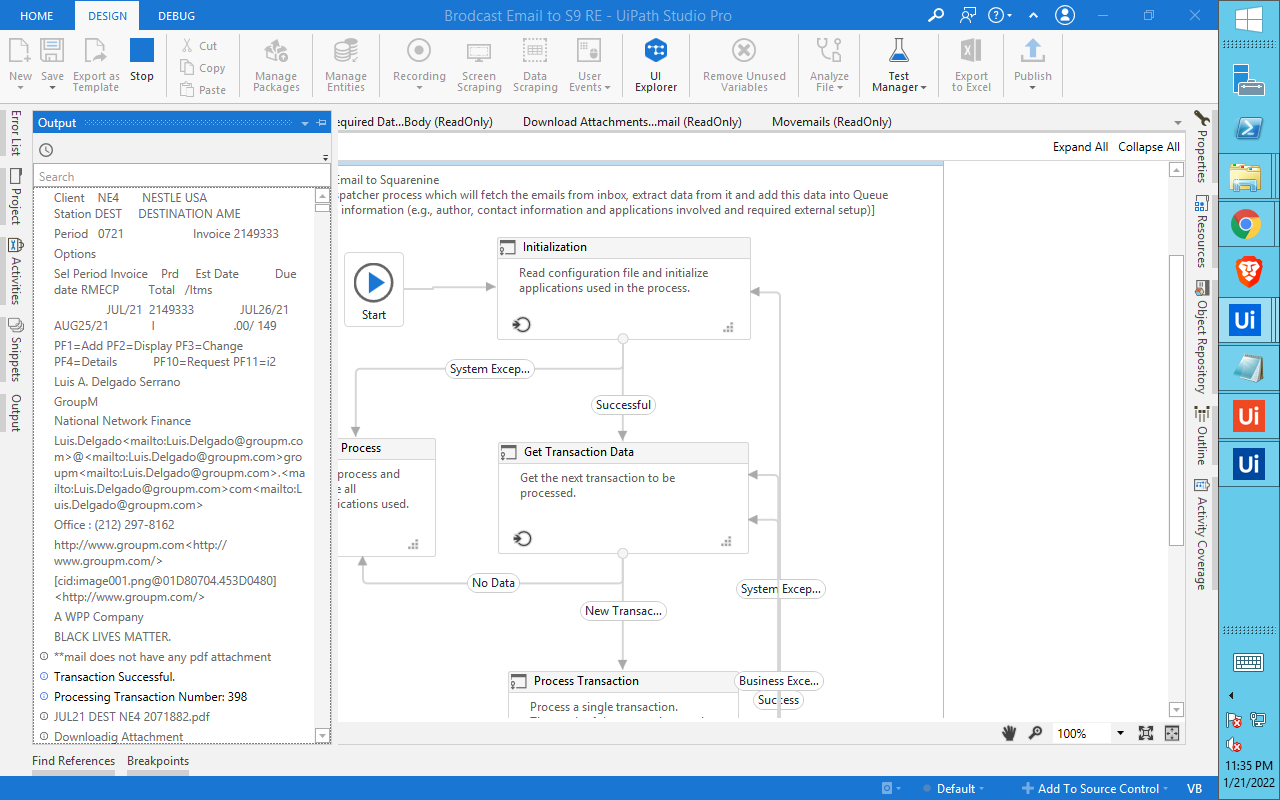 HOME
DESIGN
DEBUG
Brodcast Email to S9 RE - UiPath Studio Pro
New
Save
Export as
Template
Stop
Cut
Copy
Paste
Manage
Packages
Manage
Entities
Recording
Screen
Scraping
Data
Scraping
User
Events
UI
Explorer
Remove Unused
Variables
Analyze
File
Test
Manager
Export
to Excel
Publish
Error List
Project
Activities
Snippets
Output
Output
Search
Client NE4 NESTLE USA
Station DEST DESTINATION AME
Period 0721 Invoice 2149333
Options
Sel Period Invoice Prd Est Date Due
date RMECP Total /Itms
JUL/21 2149333 JUL26/21
AUG25/21 I .00/ 149
PF1=Add PF2=Display PF3=Change
PF4=Details PF10=Request PF11=i2
Luis A. Delgado Serrano
GroupM
National Network Finance
Luis.Delgado<mailto:Luis.Delgado@groupm.co
m>@<mailto:Luis.Delgado@groupm.com>gro
upm<mailto:Luis.Delgado@groupm.com>.<ma
ilto:Luis.Delgado@groupm.com>com<mailto:L
uis.Delgado@groupm.com>
Office : (212) 297-8162
http://www.groupm.com<http://
www.groupm.com/>
[cid:image001.png@01D80704.453D0480]
<http://www.groupm.com/>
A WPP Company
BLACK LIVES MATTER.
**mail does not have any pdf attachment
Transaction Successful.
Processing Transaction Number: 398
JUL21 DEST NE4 2071882.pdf
Downloadig Attachment
Find References
Breakpoints
equired Dat...Body (ReadOnly)
Download Attachments...mail (ReadOnly)
Movemails (ReadOnly)
Expand All
Collapse All
Email to Squarenine
patcher process which will fetch the emails from inbox, extract data from it and add this data into Queue
information (e.g., author, contact information and applications involved and required external setup)]
Start
Initialization
Read configuration file and initialize
applications used in the process.
System Excep...
Successful
Process
process and
e all
ications used.
Get Transaction Data
Get the next transaction to be
processed.
No Data
New Transac...
System Excep...
Process Transaction
Process a single transaction.
Business Exce...
Success
100%
Properties
Resources
Object Repository
Outline
Activity Coverage
Default
Add To Source Control
VB
Ui
Ui
Ui
11:35 PM
1/21/2022